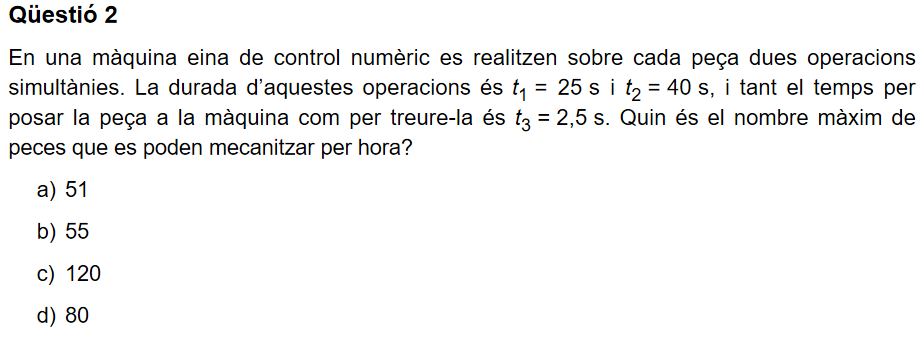 Qüestió 2
En una màquina eina de control numèric es realitzen sobre cada peça dues operacions
simultànies. La durada d'aquestes operacions és t₁ = 25 s i t₂ = 40 s, i tant el temps per
posar la peça a la màquina com per treure-la és t₃ = 2,5 s. Quin és el nombre màxim de
peces que es poden mecanitzar per hora?
a) 51
b) 55
c) 120
d) 80